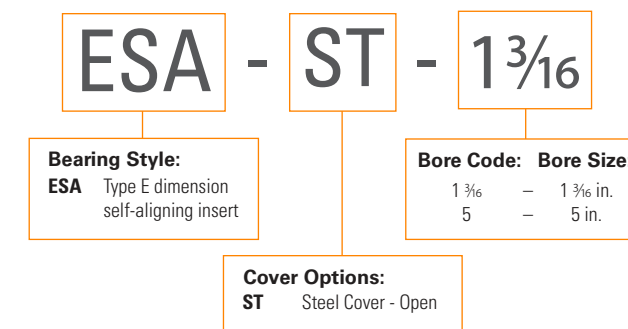 ESA - ST - 1 3⁄16
Bearing Style:
ESA Type E dimension
self-aligning insert
Bore Code: Bore Size
1 3⁄16 – 1 3⁄16 in.
5 – 5 in.
Cover Options:
ST Steel Cover - Open